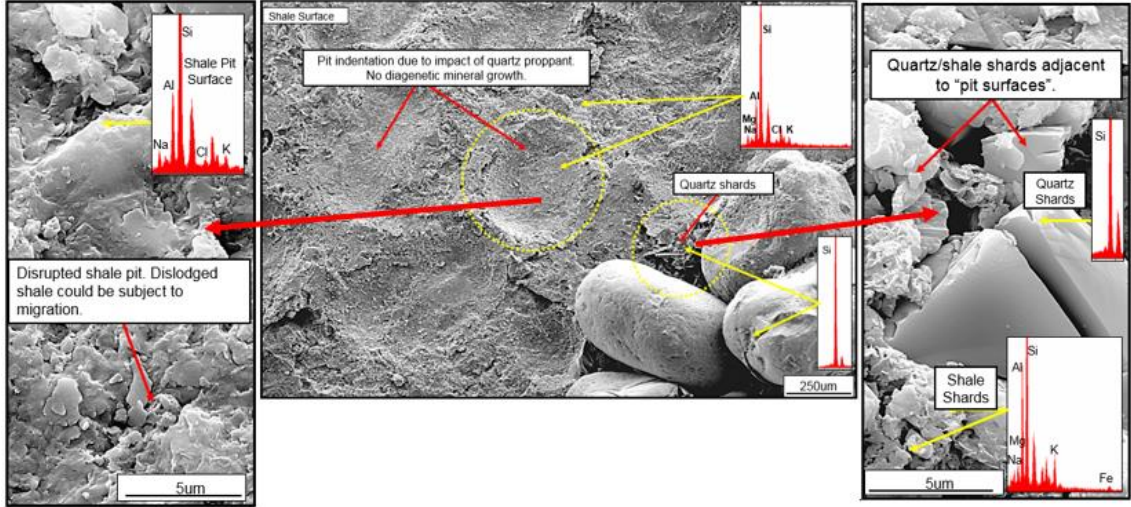 Si
Shale Pit
Surface
Al
Na
Cl
K
Disrupted shale pit. Dislodged
shale could be subject to
migration.
5um
Shale Surface
Pit indentation due to impact of quartz proppant.
No diagenetic mineral growth.
Si
Al
Mg
Na
Cl
K
Quartz shards
Si
250um
Quartz/shale shards adjacent
to “pit surfaces”.
Si
Quartz
Shards
Si
Al
Shale
Shards
Mg
Na
K
Fe
5um